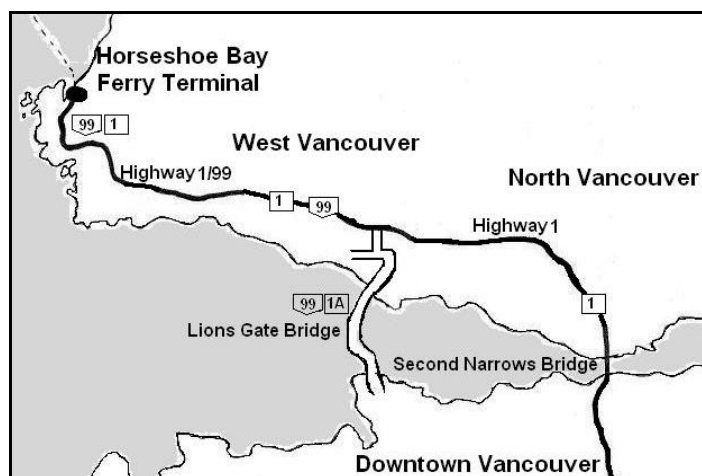 Horseshoe Bay
Ferry Terminal
99 1
West Vancouver
Highway 1/99
North Vancouver
1 99
Highway 1
99 1A
1
Lions Gate Bridge
Second Narrows Bridge
Downtown Vancouver